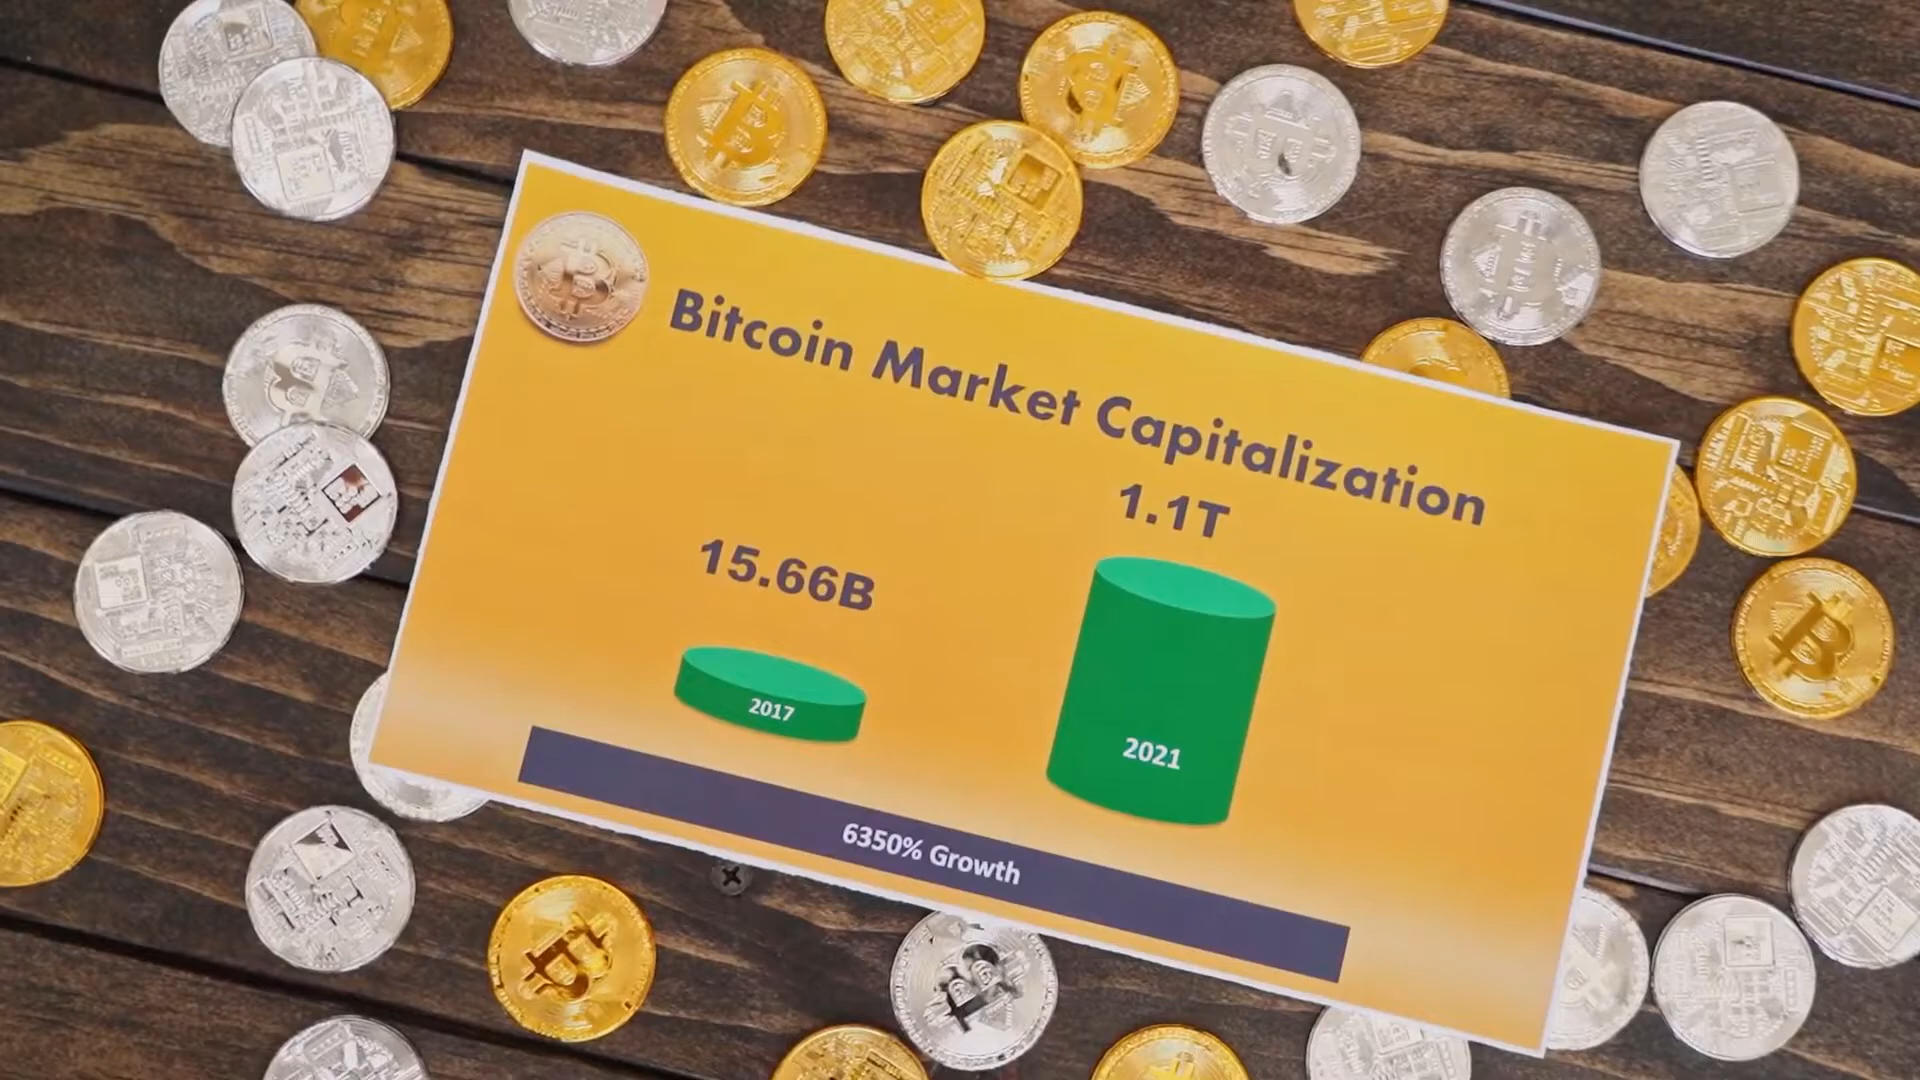 Bitcoin Market Capitalization
15.66B
1.1T
2017
2021
6350% Growth